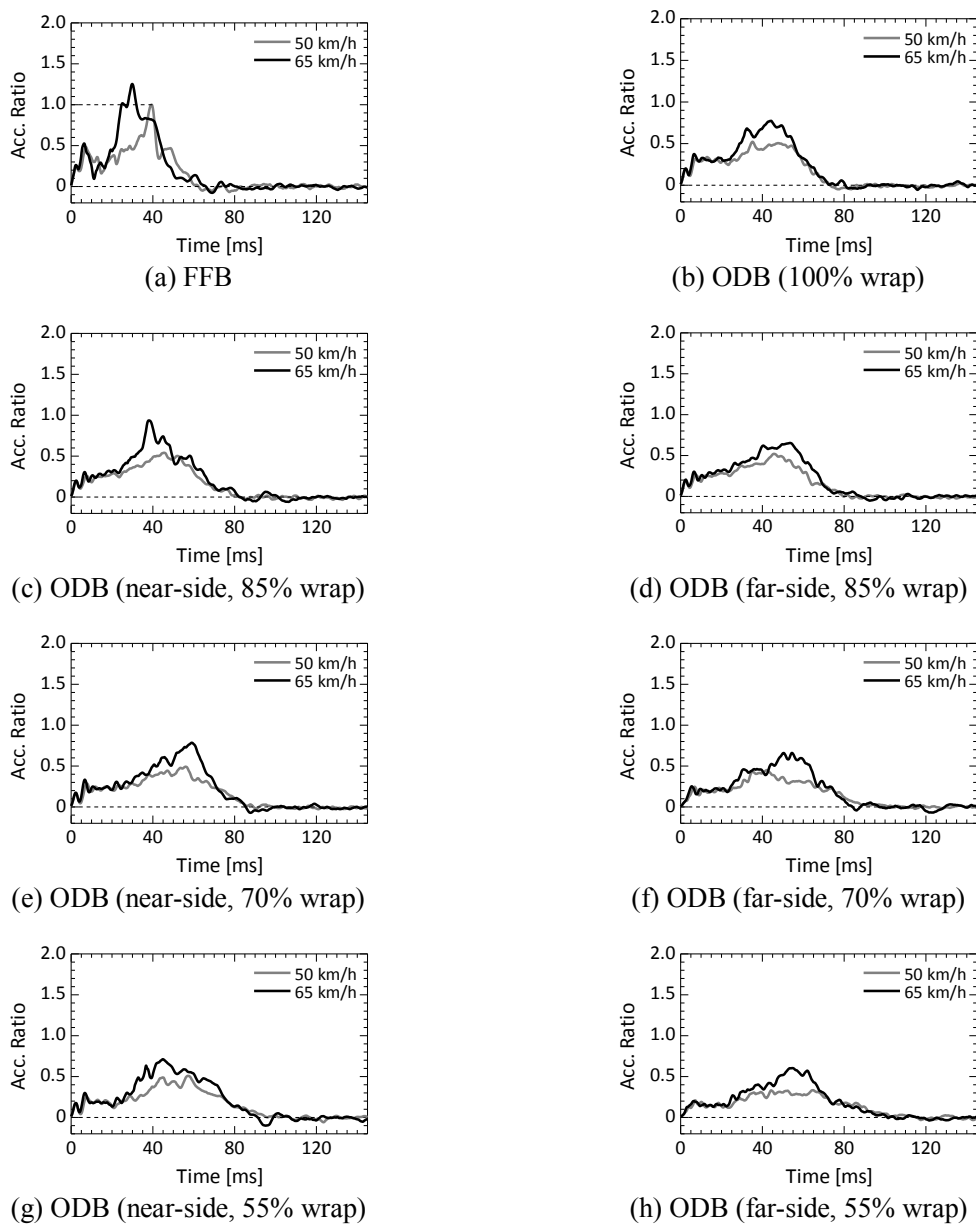 2.0
50 km/h
65 km/h
1.5
Acc. Ratio
1.0
0.5
0
0 40 80 120
Time [ms]
(a) FFB
2.0
50 km/h
65 km/h
1.5
Acc. Ratio
1.0
0.5
0
0 40 80 120
Time [ms]
(b) ODB (100% wrap)
2.0
50 km/h
65 km/h
1.5
Acc. Ratio
1.0
0.5
0
0 40 80 120
Time [ms]
(c) ODB (near-side, 85% wrap)
2.0
50 km/h
65 km/h
1.5
Acc. Ratio
1.0
0.5
0
0 40 80 120
Time [ms]
(d) ODB (far-side, 85% wrap)
2.0
50 km/h
65 km/h
1.5
Acc. Ratio
1.0
0.5
0
0 40 80 120
Time [ms]
(e) ODB (near-side, 70% wrap)
2.0
50 km/h
65 km/h
1.5
Acc. Ratio
1.0
0.5
0
0 40 80 120
Time [ms]
(f) ODB (far-side, 70% wrap)
2.0
50 km/h
65 km/h
1.5
Acc. Ratio
1.0
0.5
0
0 40 80 120
Time [ms]
(g) ODB (near-side, 55% wrap)
2.0
50 km/h
65 km/h
1.5
Acc. Ratio
1.0
0.5
0
0 40 80 120
Time [ms]
(h) ODB (far-side, 55% wrap)